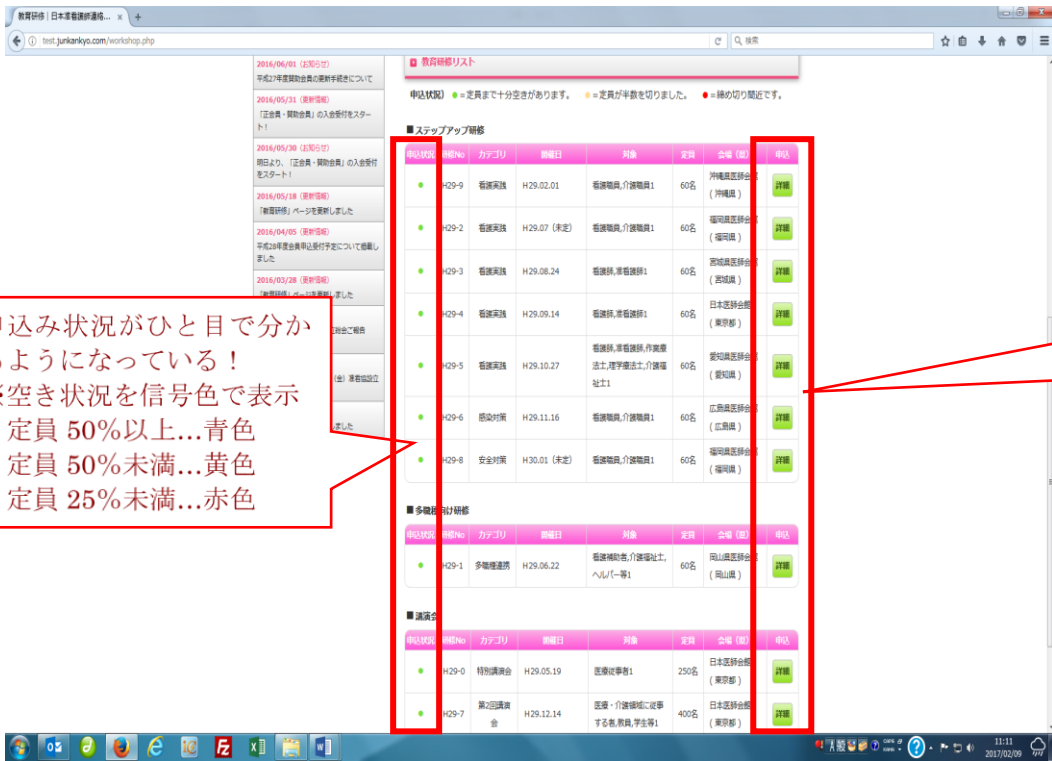 教育研修｜日本准看護師連絡... × +
test.junkankyo.com/workshop.php
検索
2016/06/01（お知らせ）
平成27年度賛助会員の更新手続きについて
2016/05/31（更新情報）
「正会員・賛助会員」の入会受付をスター
ト！
2016/05/30（お知らせ）
明日より、「正会員・賛助会員」の入会受付
をスタート！
2016/05/18（更新情報）
「教育研修」ページを更新しました
2016/04/05（更新情報）
平成28年度会員申込受付予定について掲載し
ました
2016/03/28（更新情報）
「教育研修」ページを更新しました
立総会ご報告
（金）准看協設立
しました
教育研修リスト
申込状況）●=定員まで十分空きがあります。 ●=定員が半数を切りました。 ●=締め切り間近です。
■ステップアップ研修
申込状況 研修No カテゴリ 開催日 対象 定員 会場（県） 申込
● H29-9 看護実践 H29.02.01 看護職員,介護職員1 60名 沖縄県医師会館（沖縄県） 詳細
● H29-2 看護実践 H29.07（未定） 看護職員,介護職員1 60名 福岡県医師会館（福岡県） 詳細
● H29-3 看護実践 H29.08.24 看護師,准看護師1 60名 宮城県医師会館（宮城県） 詳細
● H29-4 看護実践 H29.09.14 看護師,准看護師1 60名 日本医師会館（東京都） 詳細
● H29-5 看護実践 H29.10.27 看護師,准看護師,作業療法士,理学療法士,介護福祉士1 60名 愛知県医師会館（愛知県） 詳細
● H29-6 感染対策 H29.11.16 看護職員,介護職員1 60名 広島県医師会館（広島県） 詳細
● H29-8 安全対策 H30.01（未定） 看護職員,介護職員1 60名 福岡県医師会館（福岡県） 詳細
■多職種向け研修
申込状況 研修No カテゴリ 開催日 対象 定員 会場（県） 申込
● H29-1 多職種連携 H29.06.22 看護補助者,介護福祉士,ヘルパー等1 60名 岡山県医師会館（岡山県） 詳細
■講演会
申込状況 研修No カテゴリ 開催日 対象 定員 会場（県） 申込
● H29-0 特別講演会 H29.05.19 医療従事者1 250名 日本医師会館（東京都） 詳細
● H29-7 第2回講演会 H29.12.14 医療・介護領域に従事する者,教員,学生等1 400名 日本医師会館（東京都） 詳細
申込み状況がひと目で分か
るようになっている！
※空き状況を信号色で表示
定員 50%以上…青色
定員 50%未満…黄色
定員 25%未満…赤色
11:11
2017/02/09